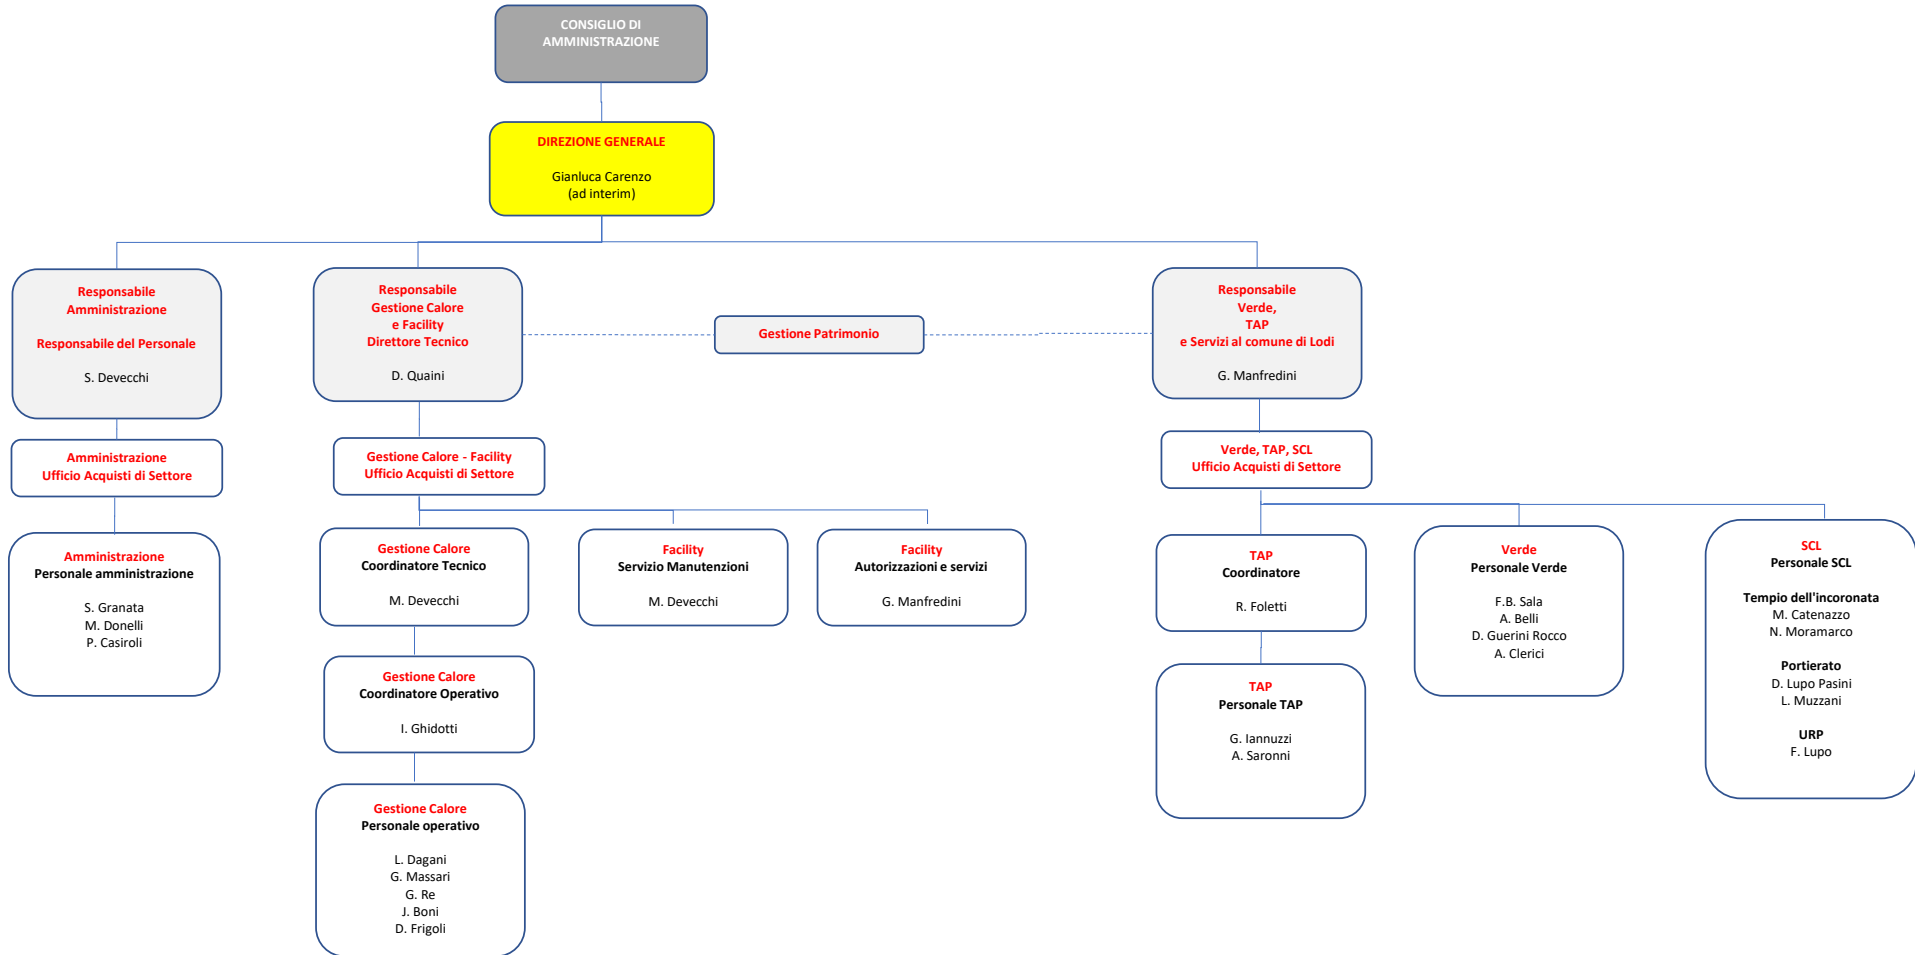 CONSIGLIO DI
AMMINISTRAZIONE
DIREZIONE GENERALE
Gianluca Carenzo
(ad interim)
Responsabile
Amministrazione
Responsabile del Personale
S. Devecchi
Responsabile
Gestione Calore
e Facility
Direttore Tecnico
D. Quaini
Gestione Patrimonio
Responsabile
Verde,
TAP
e Servizi al comune di Lodi
G. Manfredini
Amministrazione
Ufficio Acquisti di Settore
Gestione Calore - Facility
Ufficio Acquisti di Settore
Verde, TAP, SCL
Ufficio Acquisti di Settore
Amministrazione
Personale amministrazione
S. Granata
M. Donelli
P. Casiroli
Gestione Calore
Coordinatore Tecnico
M. Devecchi
Facility
Servizio Manutenzioni
M. Devecchi
Facility
Autorizzazioni e servizi
G. Manfredini
TAP
Coordinatore
R. Foletti
Verde
Personale Verde
F.B. Sala
A. Belli
D. Guerini Rocco
A. Clerici
SCL
Personale SCL
Tempio dell'incoronata
M. Catenazzo
N. Moramarco
Portierato
D. Lupo Pasini
L. Muzzani
URP
F. Lupo
Gestione Calore
Coordinatore Operativo
I. Ghidotti
TAP
Personale TAP
G. Iannuzzi
A. Saronni
Gestione Calore
Personale operativo
L. Dagani
G. Massari
G. Re
J. Boni
D. Frigoli